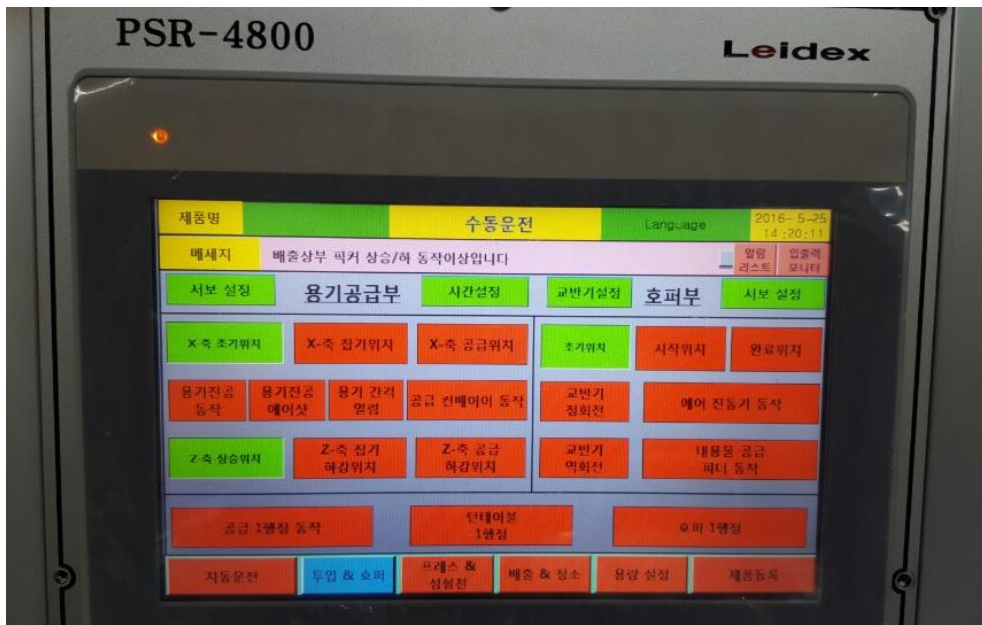 PSR-4800
Leidex
제품명 수동운전 Language 2016- 5-25
14:20:11
메세지 배출상부 픽커 상승/하 동작이상입니다 알람
리스트 입출력
모니터
서보 설정 용기공급부 시간설정 교반기설정 호퍼부 서보 설정
X-축 초기위치 X-축 잡기위치 X-축 공급위치 초기위치 시작위치 완료위치
용기진공
동작 용기진공
에어샷 용기 간격
열림 공급 컨베이어 동작 교반기
정회전 에어 진동기 동작
Z-축 상승위치 Z-축 잡기
하강위치 Z-축 공급
하강위치 교반기
역회전 내용물 공급
피더 동작
공급 1행정 동작 턴테이블
1행정 호퍼 1행정
자동운전 투입 & 호퍼 프레스 &
성형천 배출 & 청소 용량 설정 제품등록